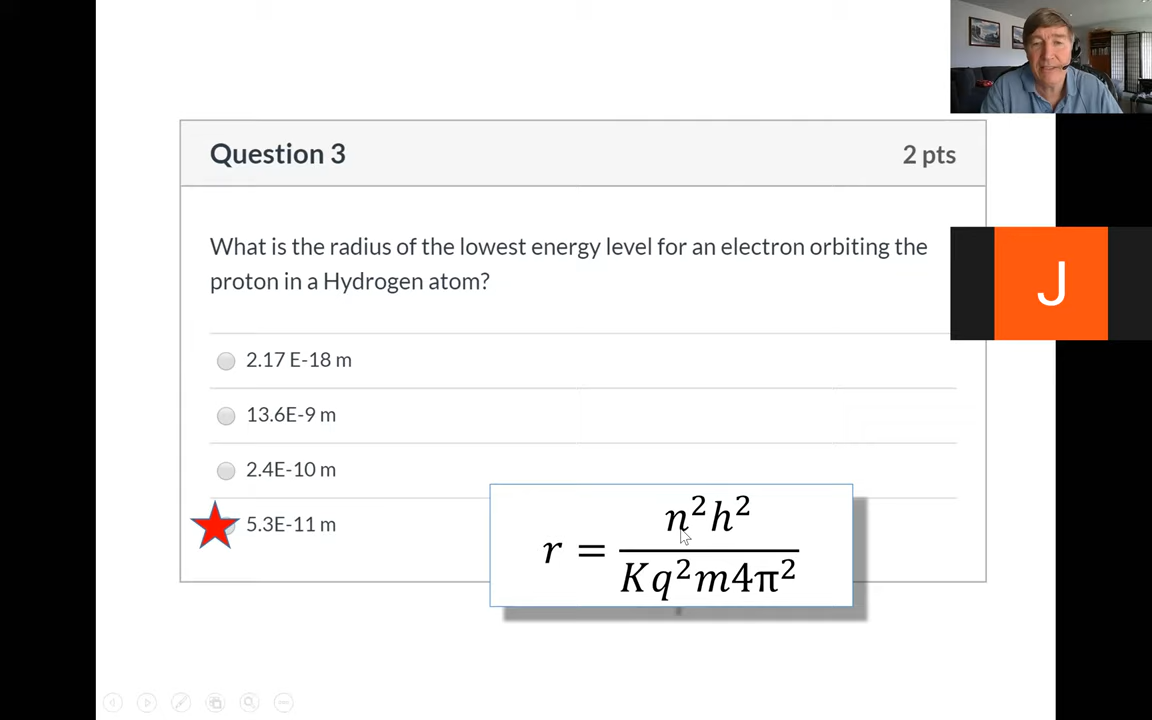 Question 3
2 pts
What is the radius of the lowest energy level for an electron orbiting the
proton in a Hydrogen atom?
2.17 E-18 m
13.6E-9 m
2.4E-10 m
5.3E-11 m
r = n²h² / Kq²m4π²
J